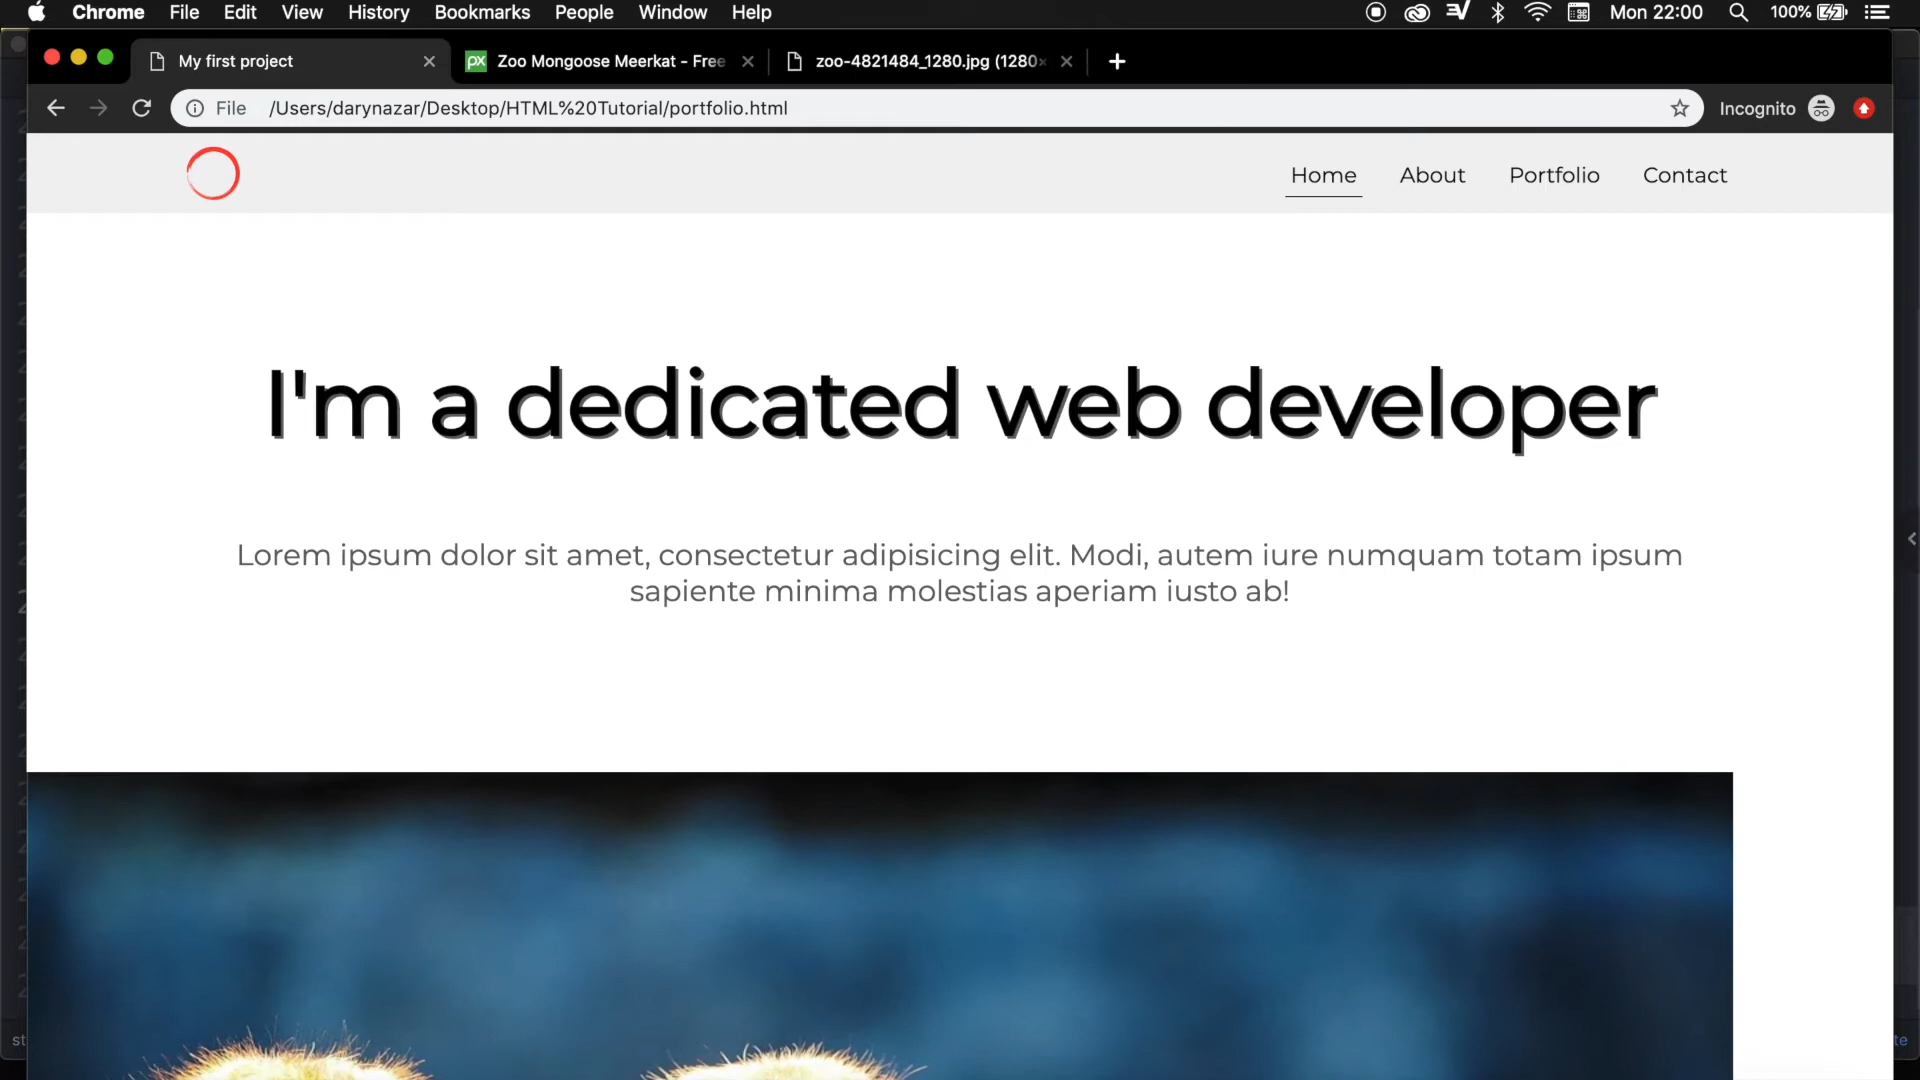 Chrome File Edit View History Bookmarks People Window Help Mon 22:00 100%
My first project Zoo Mongoose Meerkat - Free zoo-4821484_1280.jpg (1280×
File /Users/darynazar/Desktop/HTML%20Tutorial/portfolio.html Incognito
Home About Portfolio Contact
I'm a dedicated web developer
Lorem ipsum dolor sit amet, consectetur adipisicing elit. Modi, autem iure numquam totam ipsum
sapiente minima molestias aperiam iusto ab!